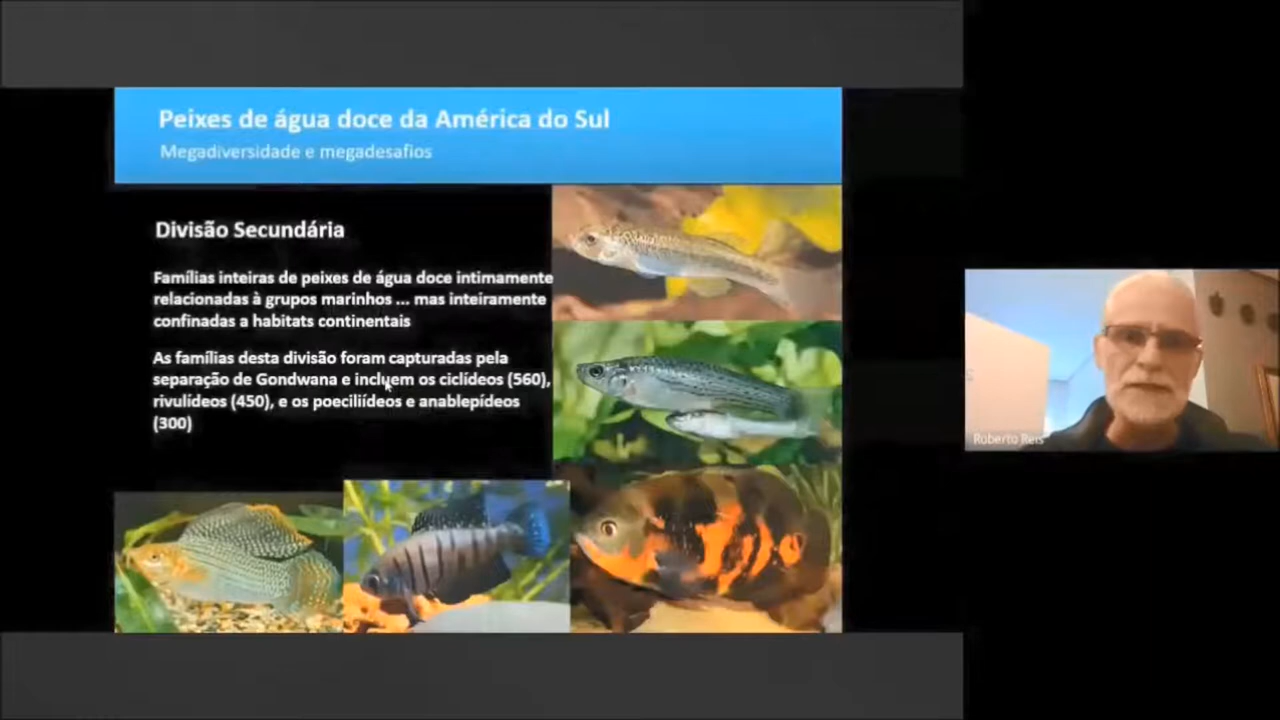 Peixes de água doce da América do Sul
Megadiversidade e megadesafios
Divisão Secundária
Famílias inteiras de peixes de água doce intimamente
relacionadas à grupos marinhos ... mas inteiramente
confinadas a habitats continentais
As famílias desta divisão foram capturadas pela
separação de Gondwana e incluem os ciclídeos (560),
rivulídeos (450), e os poeciliídeos e anablepídeos
(300)
Roberto Reis